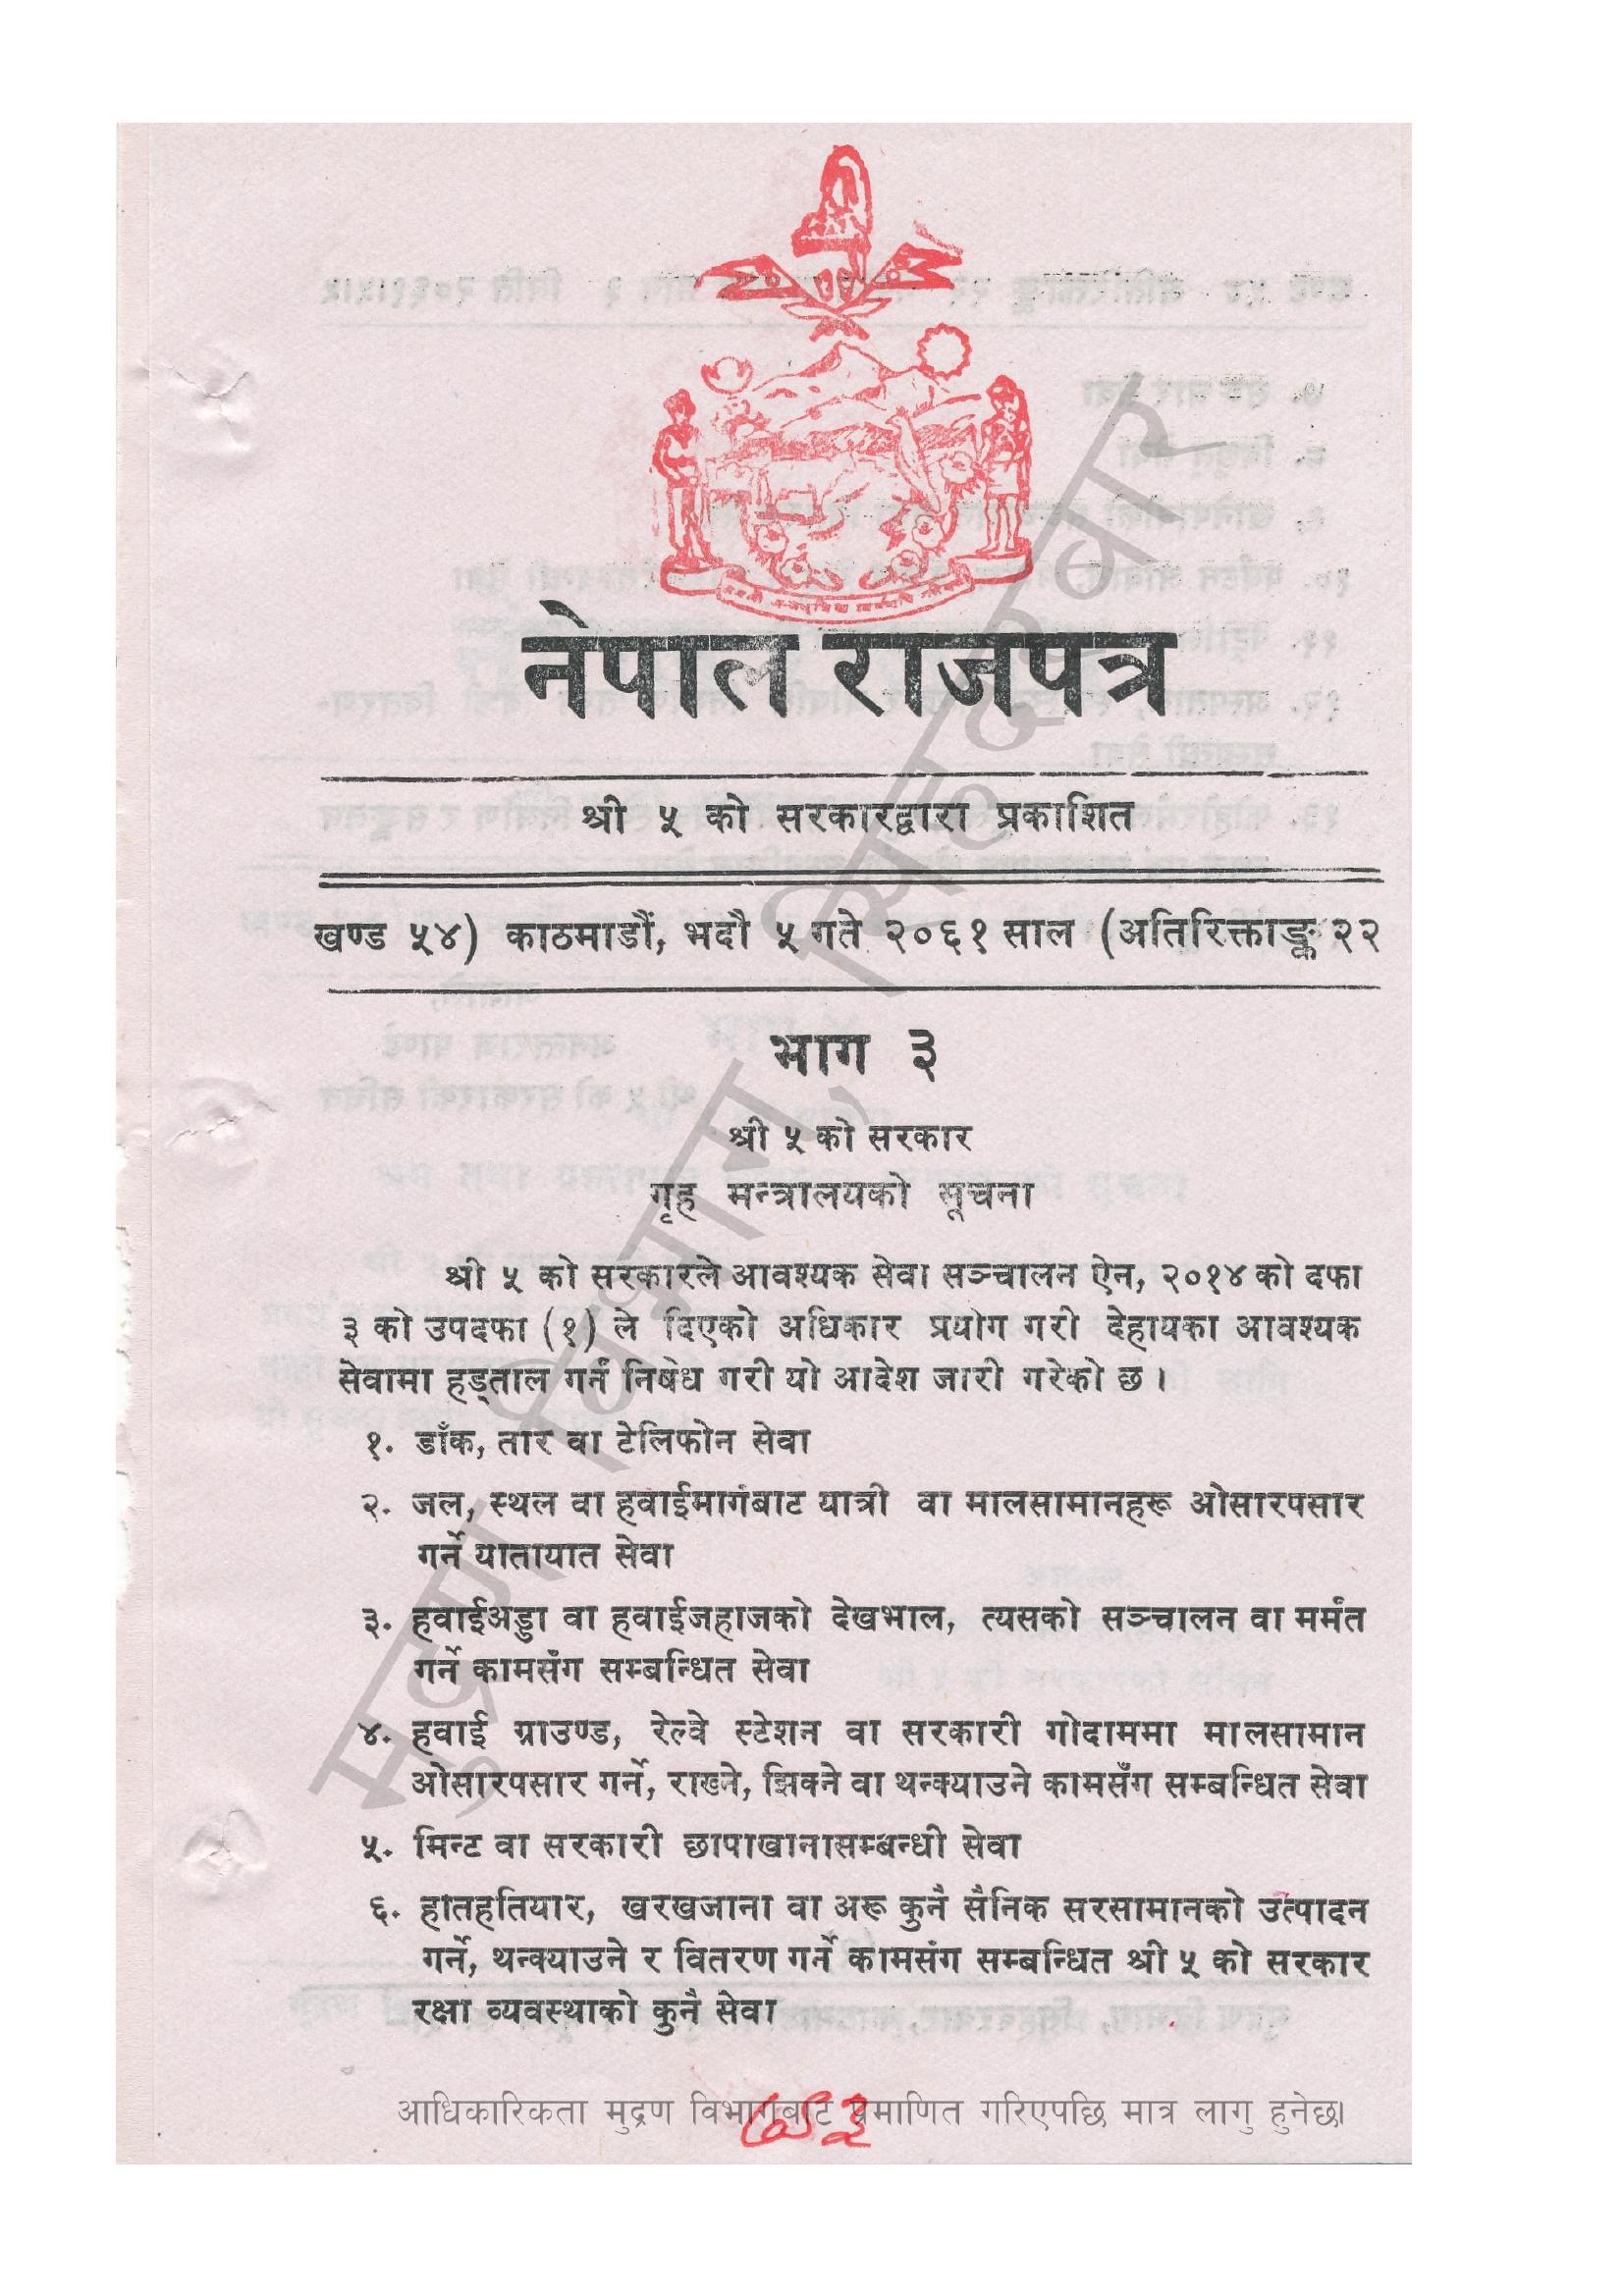 नेपाल राजपत्र
श्री ५ को सरकारद्वारा प्रकाशित
खण्ड ५४) काठमाडौं, भदौ ५ गते २०६१ साल (अतिरिक्ताङ्क २२
भाग ३
श्री ५ को सरकार
गृह मन्त्रालयको सूचना
श्री ५ को सरकारले आवश्यक सेवा सञ्चालन ऐन, २०१४ को दफा
३ को उपदफा (१) ले दिएको अधिकार प्रयोग गरी देहायका आवश्यक
सेवामा हड्ताल गर्न निषेध गरी यो आदेश जारी गरेको छ ।
१. डाँक, तार वा टेलिफोन सेवा
२. जल, स्थल वा हवाईमार्गबाट यात्री वा मालसामानहरू ओसारपसार
गर्ने यातायात सेवा
३. हवाईअड्डा वा हवाईजहाजको देखभाल, त्यसको सञ्चालन वा मर्मत
गर्ने कामसँग सम्बन्धित सेवा
४. हवाई ग्राउण्ड, रेल्वे स्टेशन वा सरकारी गोदाममा मालसामान
ओसारपसार गर्ने, राख्ने, झिक्ने वा थन्क्याउने कामसँग सम्बन्धित सेवा
५. मिन्ट वा सरकारी छापाखानासम्बन्धी सेवा
६. हातहतियार, खरखजाना वा अरू कुनै सैनिक सरसामानको उत्पादन
गर्ने, थन्क्याउने र वितरण गर्ने कामसंग सम्बन्धित श्री ५ को सरकार
रक्षा व्यवस्थाको कुनै सेवा
मुद्रण विभाग, सिंहदरबार
आधिकारिकता मुद्रण विभागबाट प्रमाणित गरिएपछि मात्र लागु हुनेछ।